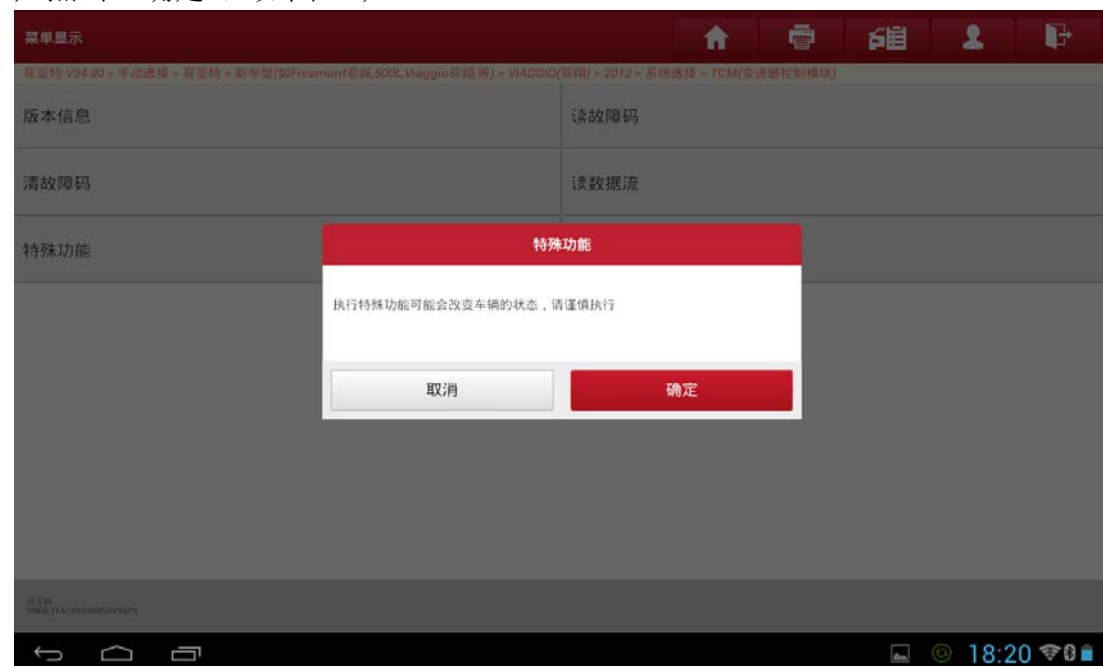 菜单显示
菲亚特 V34.90 > 手动选择 > 菲亚特 > 新车型(如Freemont菲跃,500L,Viaggio菲翔等) > VIAGGIO(菲翔) > 2012 > 系统选择 > TCM(变速器控制模块)
版本信息
读故障码
清故障码
读数据流
特殊功能
特殊功能
执行特殊功能可能会改变车辆的状态，请谨慎执行
取消
确定
菲亚特
18:20